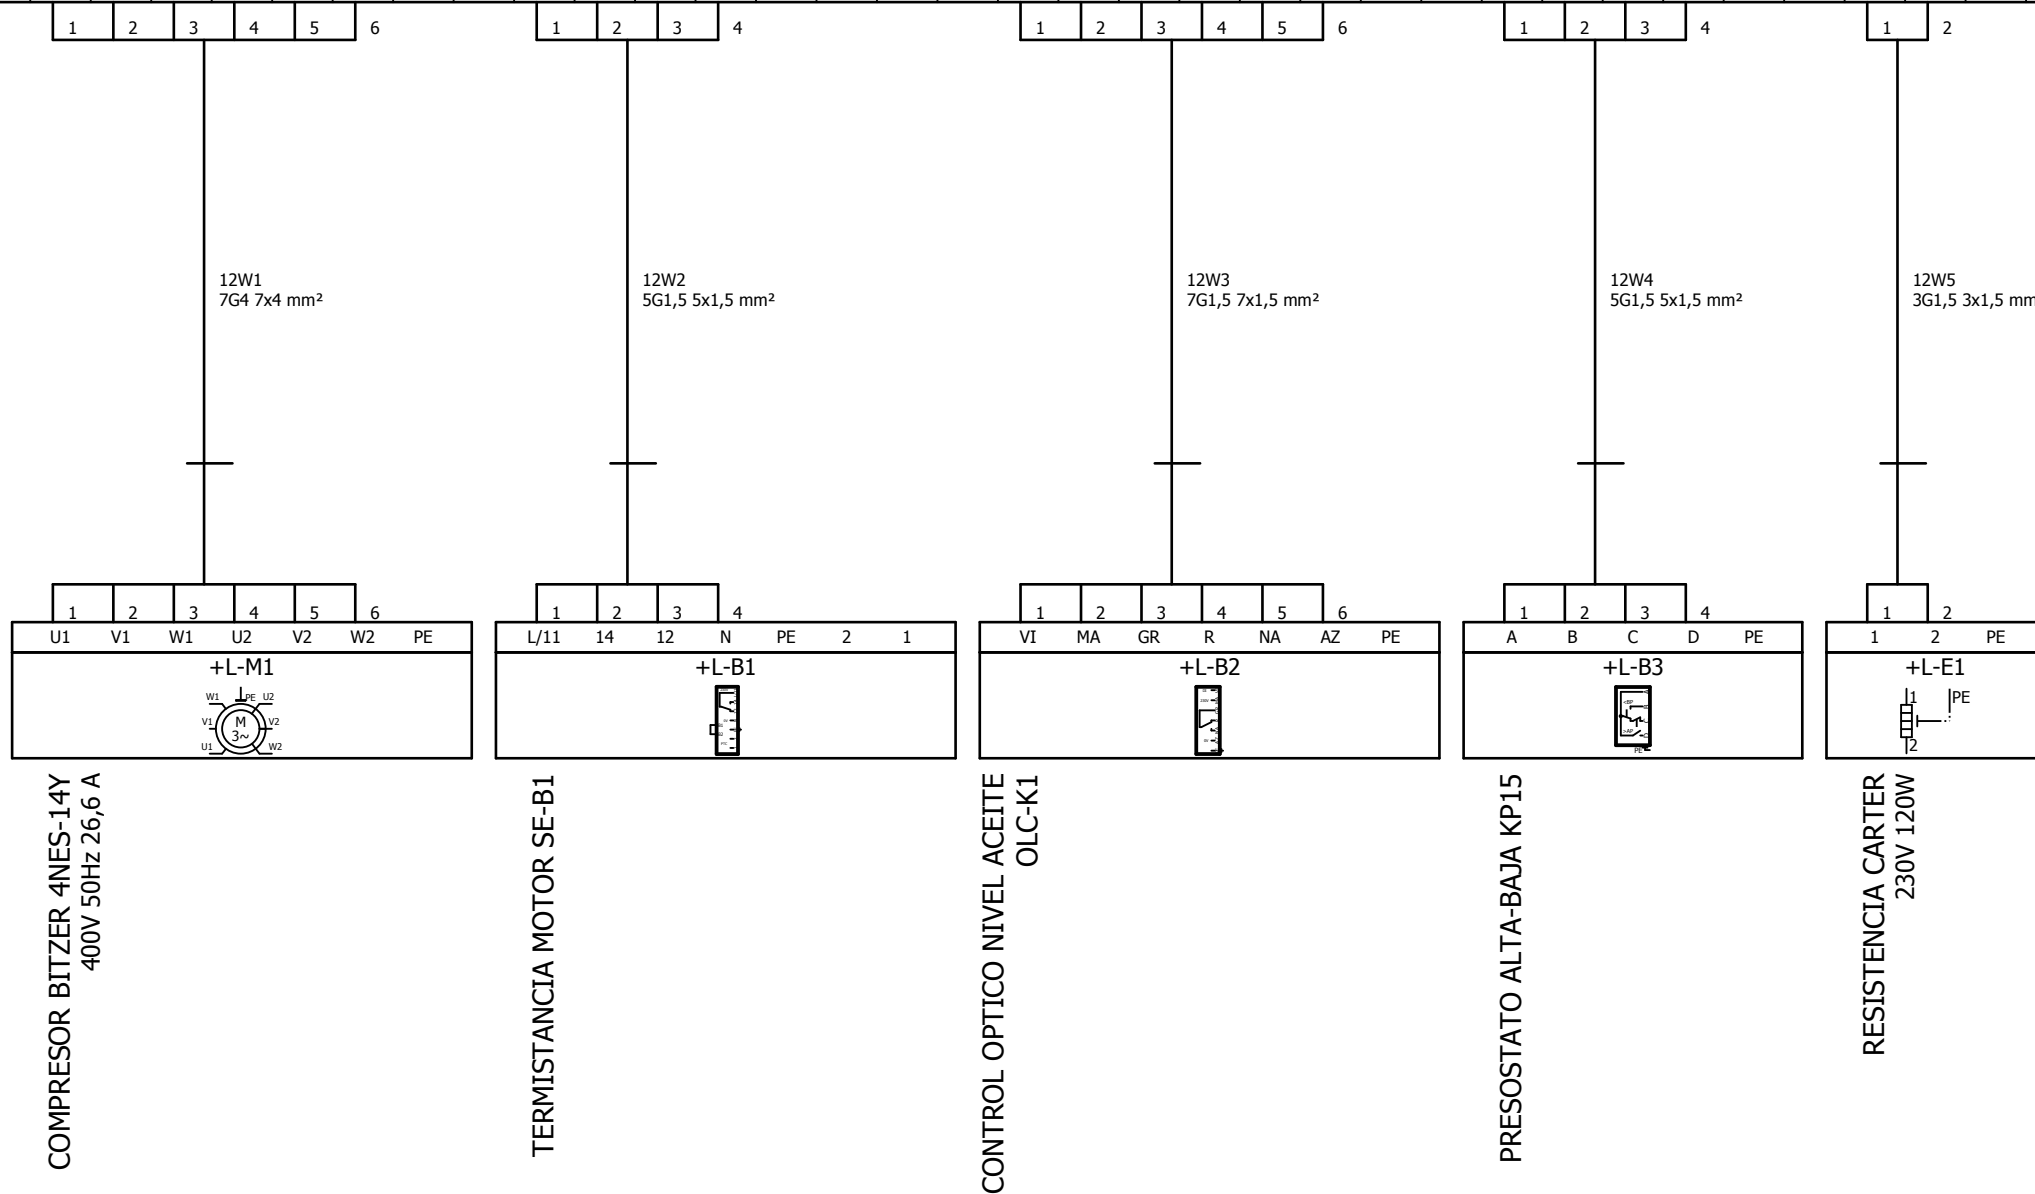 1 2 3 4 5 6
1 2 3 4
1 2 3 4 5 6
1 2 3 4
1 2
12W1
7G4 7x4 mm²
12W2
5G1,5 5x1,5 mm²
12W3
7G1,5 7x1,5 mm²
12W4
5G1,5 5x1,5 mm²
12W5
3G1,5 3x1,5 mm
1 2 3 4 5 6
U1 V1 W1 U2 V2 W2 PE
+L-M1
W1 PE U2
V1 M V2
3~
U1 W2
COMPRESOR BITZER 4NES-14Y
400V 50Hz 26,6 A
1 2 3 4
L/11 14 12 N PE 2 1
+L-B1
TERMISTANCIA MOTOR SE-B1
1 2 3 4 5 6
VI MA GR R NA AZ PE
+L-B2
CONTROL OPTICO NIVEL ACEITE
OLC-K1
1 2 3 4
A B C D PE
+L-B3
PE
PRESOSTATO ALTA-BAJA KP15
1 2
1 2 PE
+L-E1
1 PE
2
RESISTENCIA CARTER
230V 120W